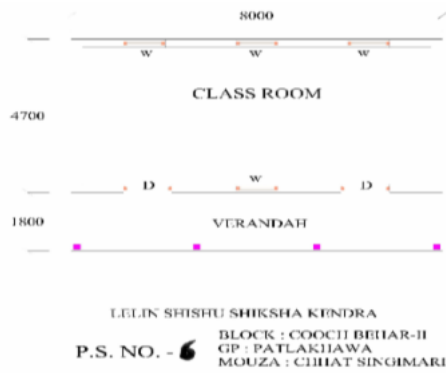 8000
W W W
CLASS ROOM
4700
D W D
1800
VERANDAH
LELIN SHISHU SHIKSHA KENDRA
P.S. NO. - 6
BLOCK : COOCH BEHAR-II
GP : PATLAKHAWA
MOUZA : CHHAT SINGIMARI